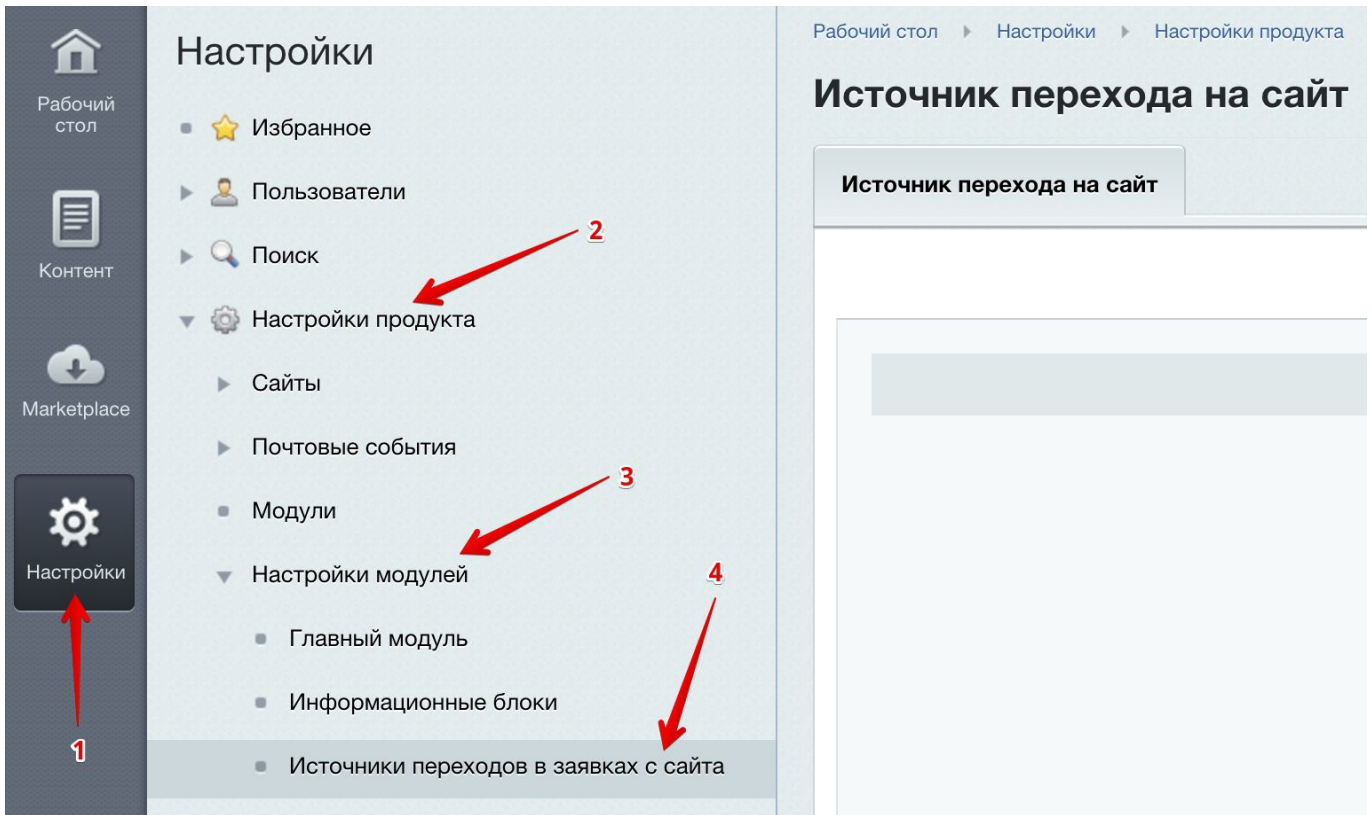 Рабочий
стол
Контент
Marketplace
Настройки
1
Настройки
Избранное
Пользователи
2
Поиск
Настройки продукта
Сайты
Почтовые события
3
Модули
Настройки модулей
4
Главный модуль
Информационные блоки
Источники переходов в заявках с сайта
Рабочий стол Настройки Настройки продукта
Источник перехода на сайт
Источник перехода на сайт